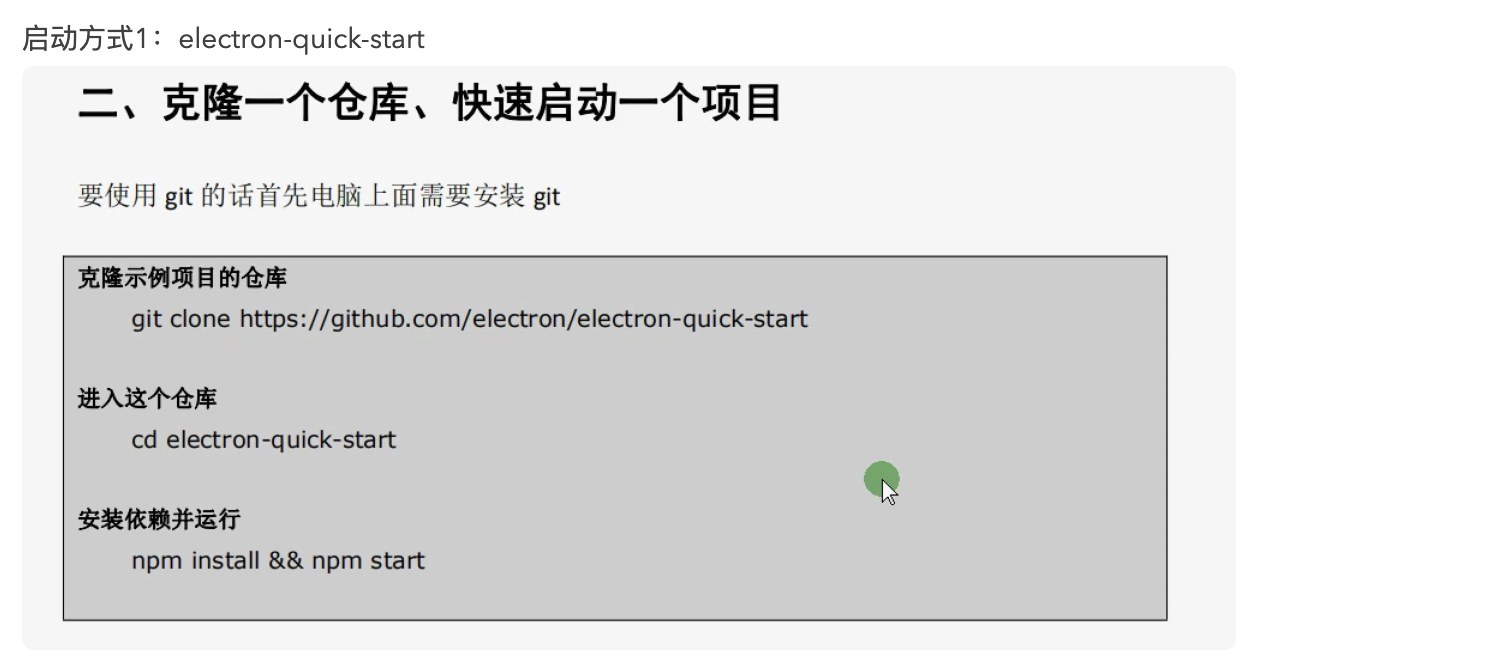 启动方式1：electron-quick-start
二、克隆一个仓库、快速启动一个项目
要使用 git 的话首先电脑上面需要安装 git
克隆示例项目的仓库
git clone https://github.com/electron/electron-quick-start
进入这个仓库
cd electron-quick-start
安装依赖并运行
npm install && npm start